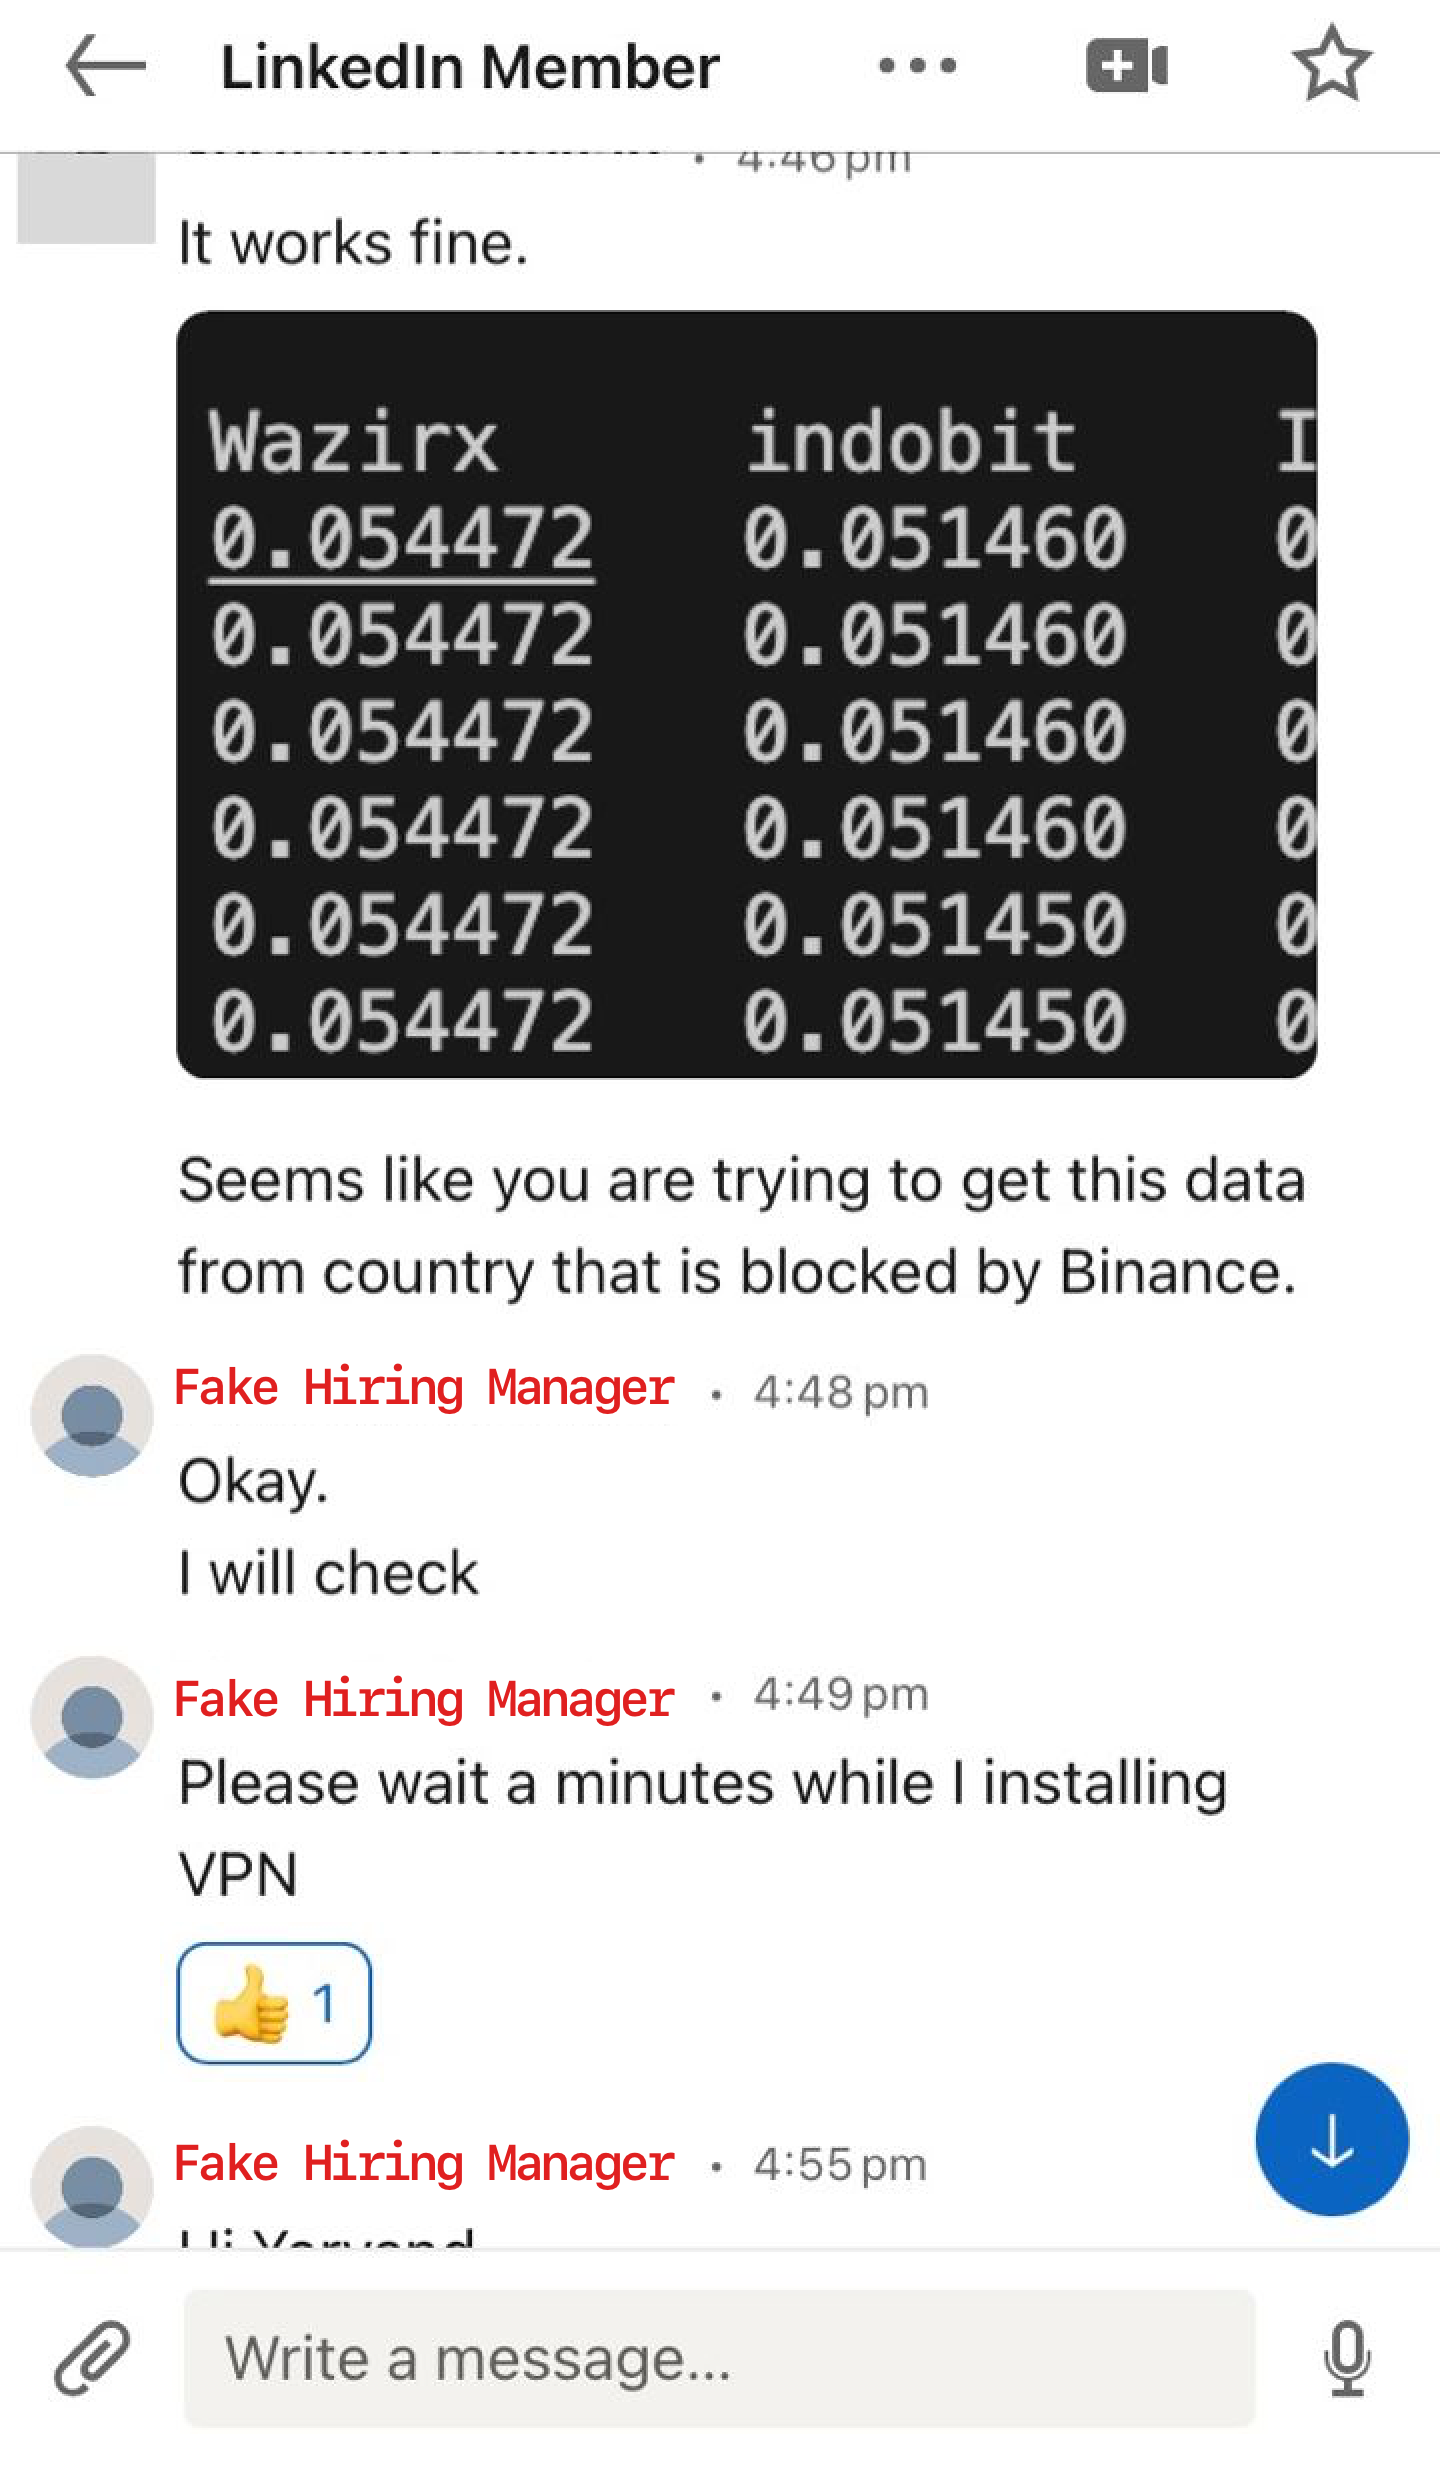 LinkedIn Member
• 4:46 pm
It works fine.
Wazirx indobit I
0.054472 0.051460 0
0.054472 0.051460 0
0.054472 0.051460 0
0.054472 0.051460 0
0.054472 0.051450 0
0.054472 0.051450 0
Seems like you are trying to get this data
from country that is blocked by Binance.
Fake Hiring Manager • 4:48 pm
Okay.
I will check
Fake Hiring Manager • 4:49 pm
Please wait a minutes while I installing
VPN
👍 1
Fake Hiring Manager • 4:55 pm
Hi
Write a message...